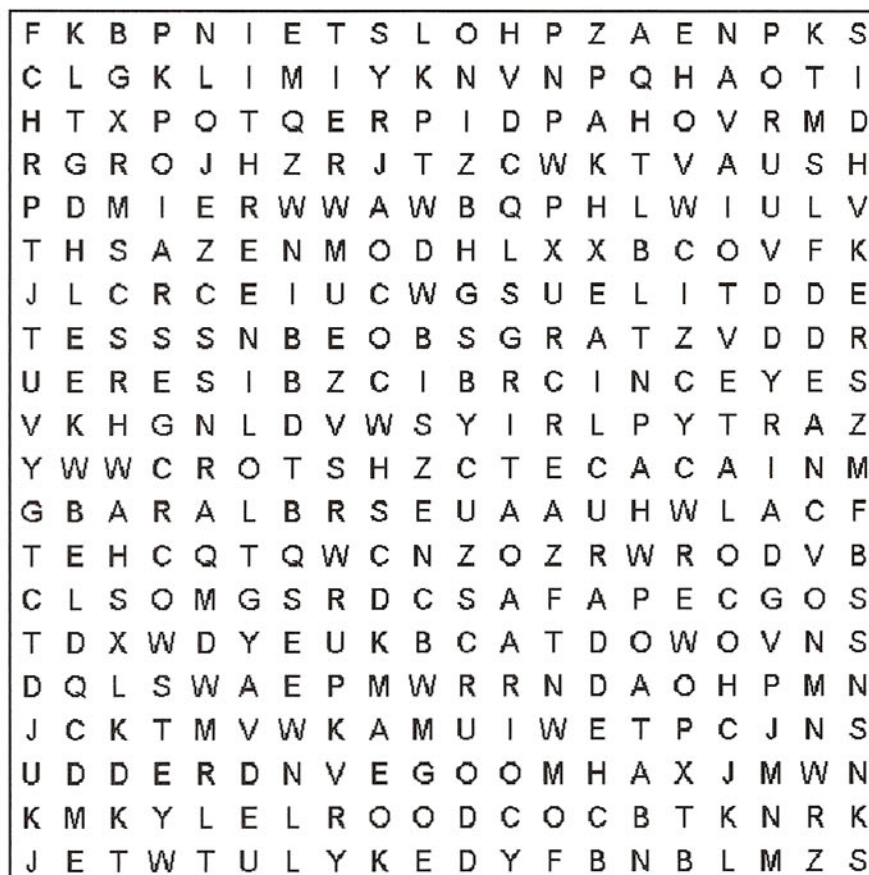 F K B P N I E T S L O H P Z A E N P K S
C L G K L I M I Y K N V N P Q H A O T I
H T X P O T Q E R P I D P A H O V R M D
R G R O J H Z R J T Z C W K T V A U S H
P D M I E R W W A W B Q P H L W I U L V
T H S A Z E N M O D H L X X B C O V F K
J L C R C E I U C W G S U E L I T D D E
T E S S S N B E O B S G R A T Z V D D R
U E R E S I B Z C I B R C I N C E Y E S
V K H G N L D V W S Y I R L P Y T R A Z
Y W W C R O T S H Z C T E C A C A I N M
G B A R A L B R S E U A A U H W L A C F
T E H C Q T Q W C N Z O Z R W R O D V B
C L S O M G S R D C S A F A P E C G O S
T D X W D Y E U K B C A T D O W O V N S
D Q L S W A E P M W R R N D A O H P M N
J C K T M V W K A M U I W E T P C J N S
U D D E R D N V E G O O M H A X J M W N
K M K Y L E L R O O D C O C B T K N R K
J E T W T U L Y K E D Y F B N B L M Z S